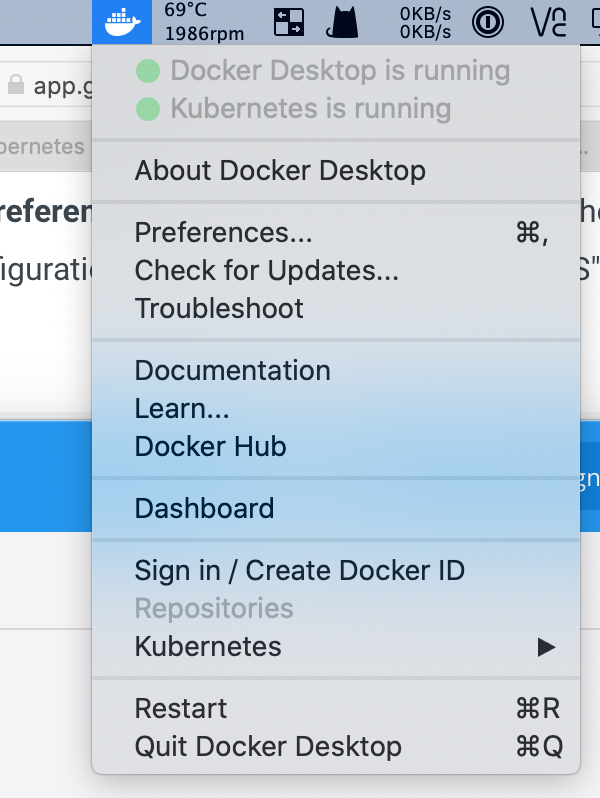 69°C
1986rpm
0KB/s
0KB/s
app.g
Docker Desktop is running
Kubernetes is running
ernetes
About Docker Desktop
referen
Preferences... ⌘,
Check for Updates...
iguratio
S"
Troubleshoot
Documentation
Learn...
Docker Hub
gn
Dashboard
Sign in / Create Docker ID
Repositories
Kubernetes ▶
Restart ⌘R
Quit Docker Desktop ⌘Q